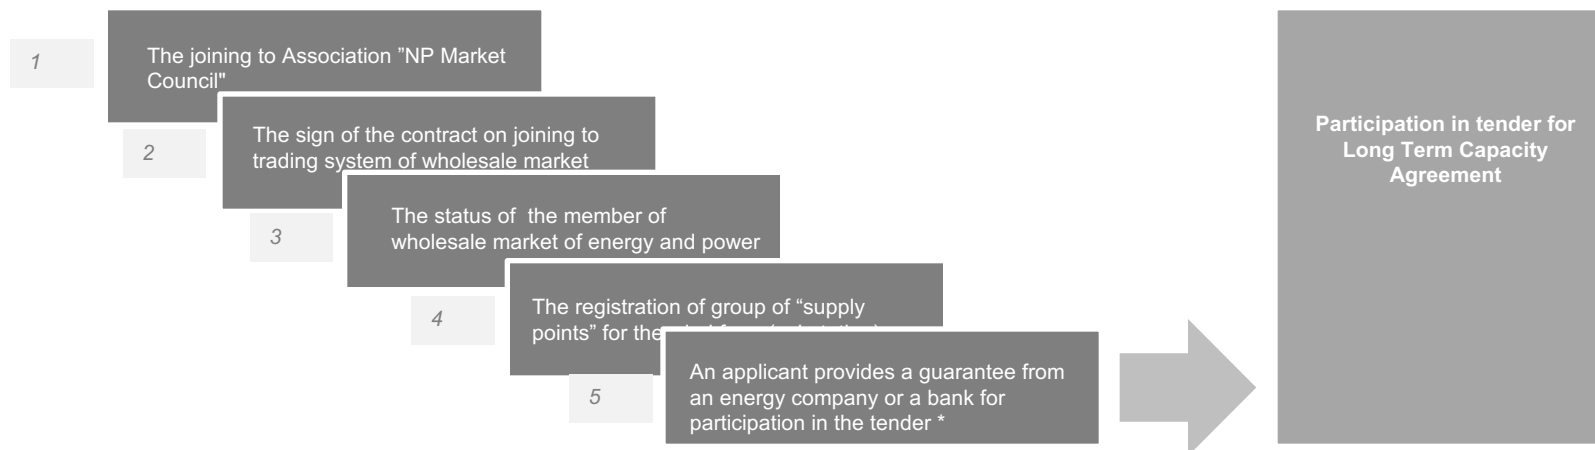 1
The joining to Association ”NP Market
Council"
2
The sign of the contract on joining to
trading system of wholesale market
3
The status of the member of
wholesale market of energy and power
4
The registration of group of “supply
points” for the
5
An applicant provides a guarantee from
an energy company or a bank for
participation in the tender *
Participation in tender for
Long Term Capacity
Agreement